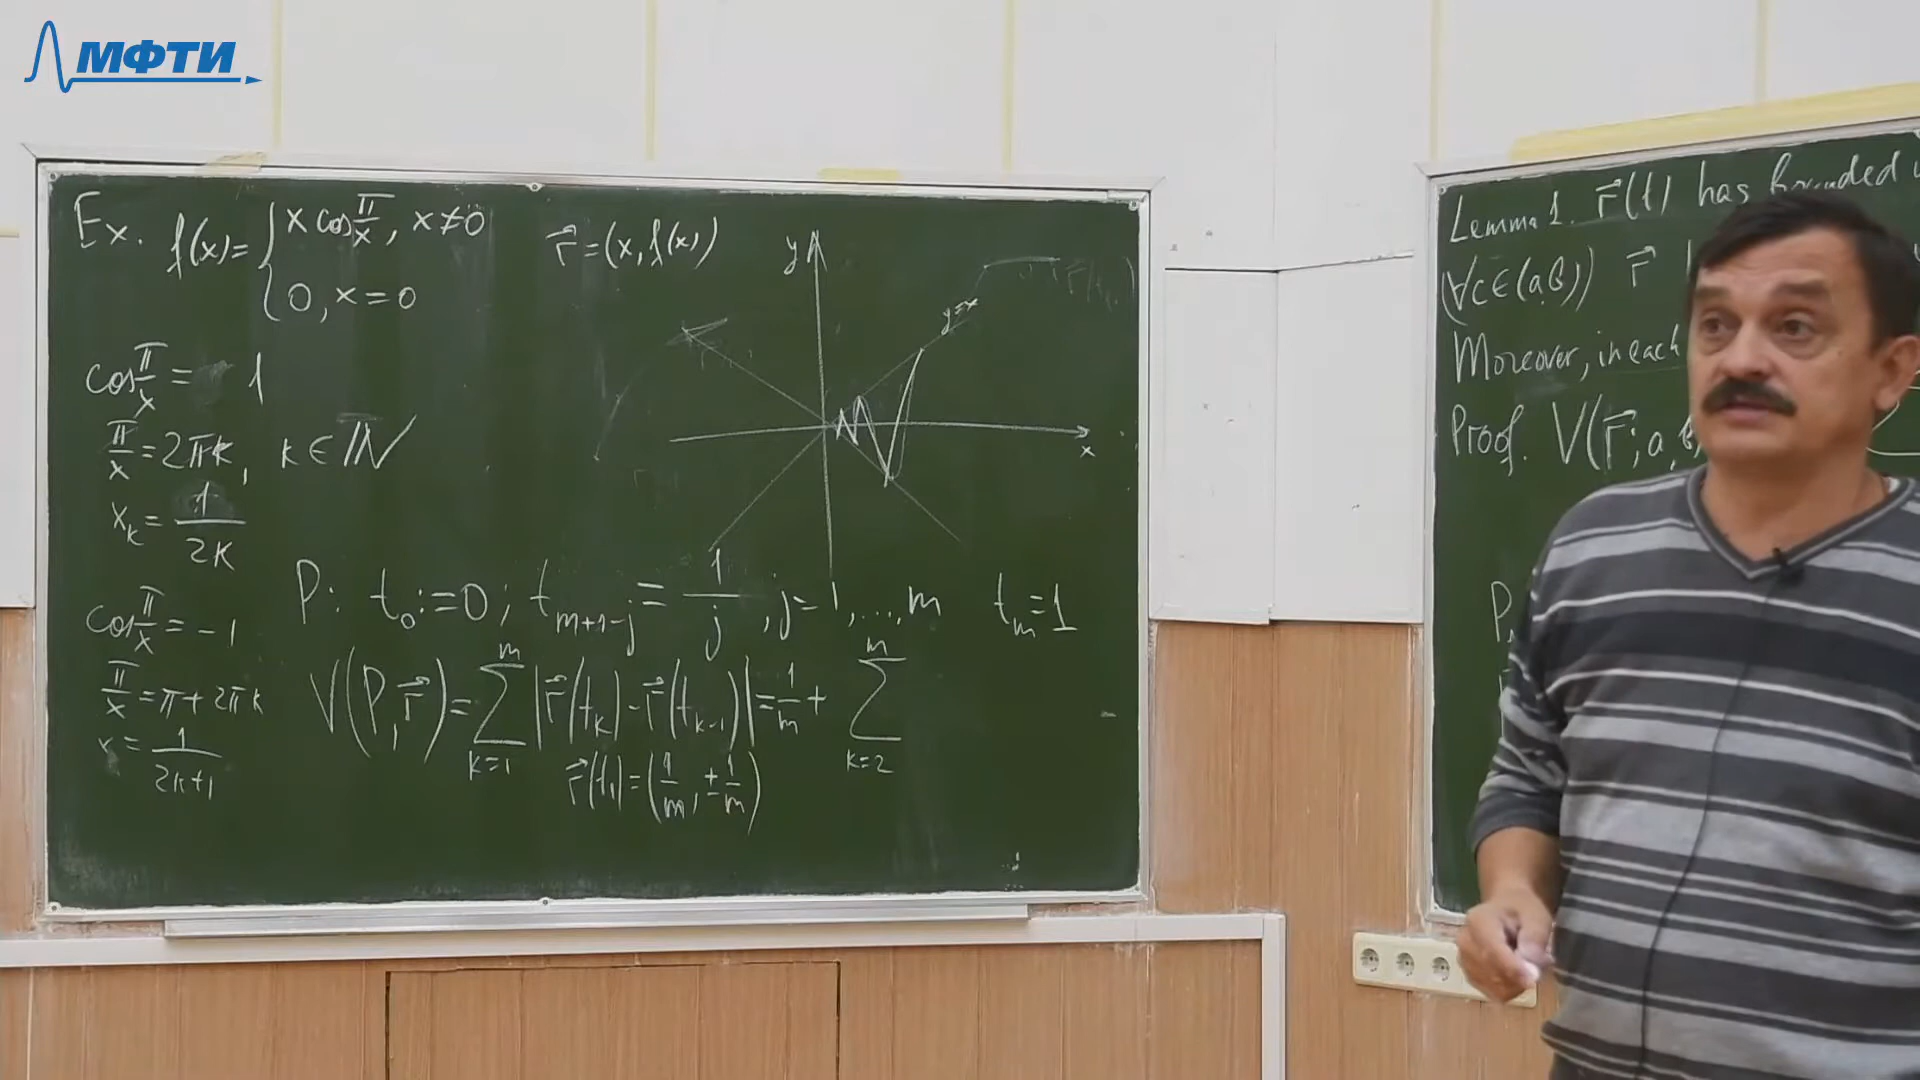 МФТИ
Ex. f(x) = { x cos π/x, x ≠ 0
0, x = 0
r⃗ = (x, f(x))
y
y=x
x
cos π/x = 1
π/x = 2πk, k ∈ IN
x_k = 1/2k
cos π/x = -1
π/x = π + 2πk
x = 1/2k+1
P: t_0 := 0; t_{m+1-j} = 1/j, j=1,...,m t_m = 1
V(P, r⃗) = ∑_{k=1}^{m} |r⃗(t_k) - r⃗(t_{k-1})| = 1/m + ∑_{k=2}^{m}
r⃗(t_1) = (1/m, ± 1/m)
Lemma 1. r⃗(t) has bounded
(∀c∈(a,b)) r⃗
Moreover, in each
Proof. V(r⃗; a, b
P